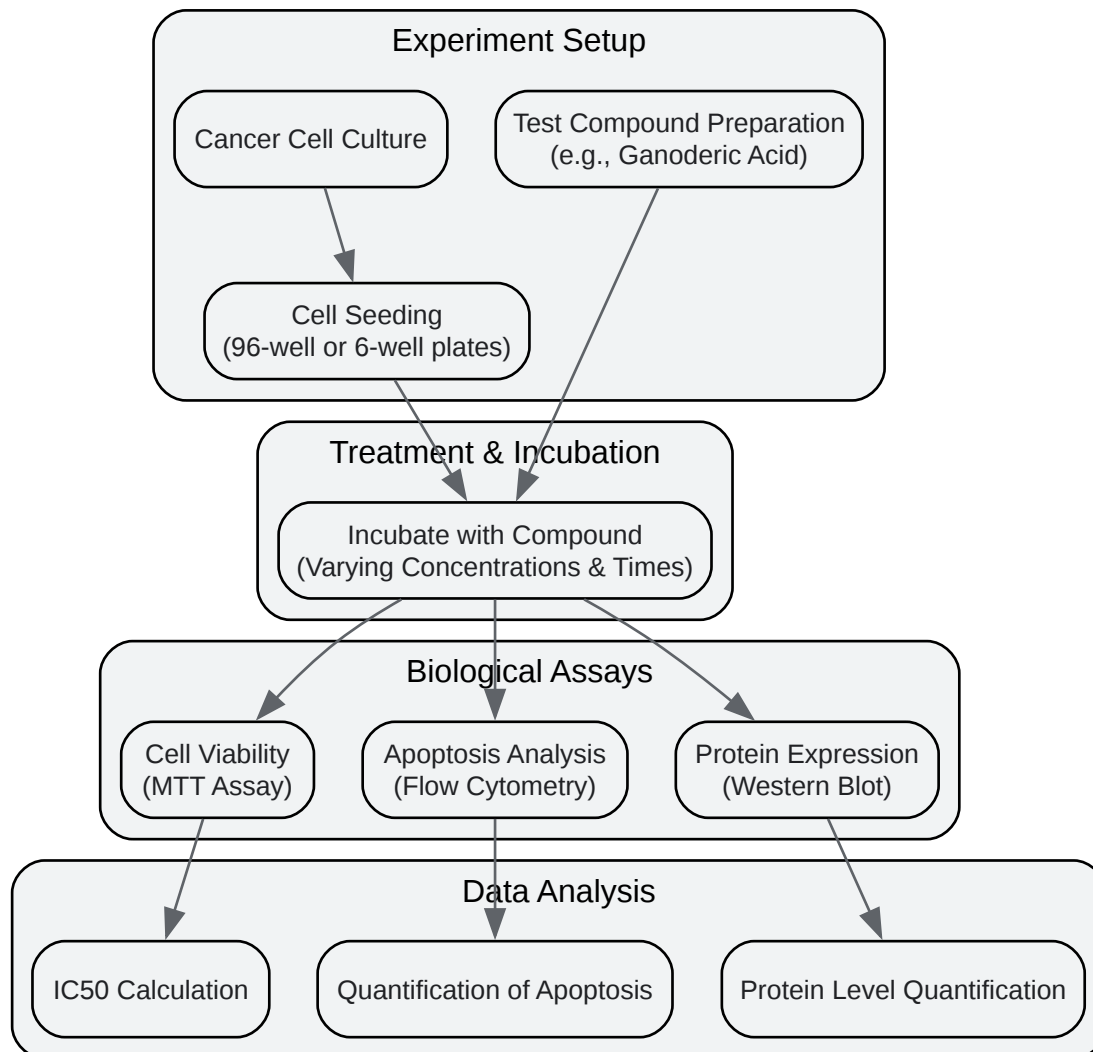 Experiment Setup
Cancer Cell Culture
Test Compound Preparation
(e.g., Ganoderic Acid)
Cell Seeding
(96-well or 6-well plates)
Treatment & Incubation
Incubate with Compound
(Varying Concentrations & Times)
Biological Assays
Cell Viability
(MTT Assay)
Apoptosis Analysis
(Flow Cytometry)
Protein Expression
(Western Blot)
Data Analysis
IC50 Calculation
Quantification of Apoptosis
Protein Level Quantification